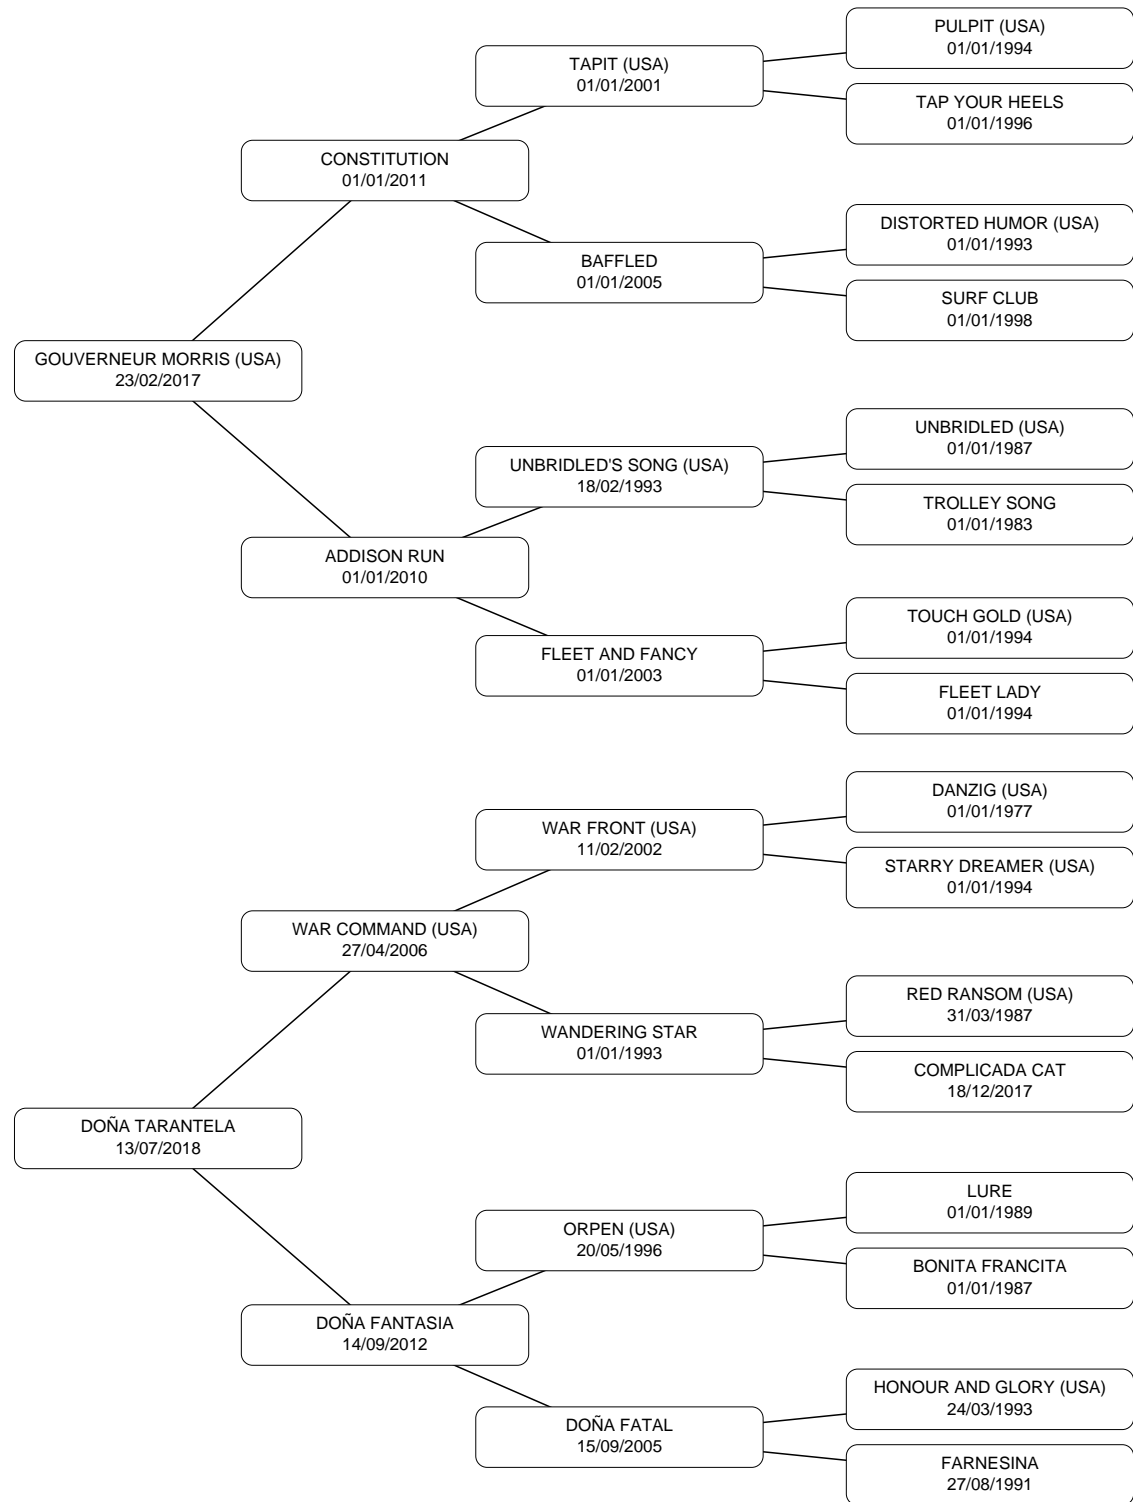 PULPIT (USA)
01/01/1994
TAPIT (USA)
01/01/2001
TAP YOUR HEELS
01/01/1996
CONSTITUTION
01/01/2011
DISTORTED HUMOR (USA)
01/01/1993
BAFFLED
01/01/2005
SURF CLUB
01/01/1998
GOUVERNEUR MORRIS (USA)
23/02/2017
UNBRIDLED (USA)
01/01/1987
UNBRIDLED'S SONG (USA)
18/02/1993
TROLLEY SONG
01/01/1983
ADDISON RUN
01/01/2010
TOUCH GOLD (USA)
01/01/1994
FLEET AND FANCY
01/01/2003
FLEET LADY
01/01/1994
DANZIG (USA)
01/01/1977
WAR FRONT (USA)
11/02/2002
STARRY DREAMER (USA)
01/01/1994
WAR COMMAND (USA)
27/04/2006
RED RANSOM (USA)
31/03/1987
WANDERING STAR
01/01/1993
COMPLICADA CAT
18/12/2017
DOÑA TARANTELA
13/07/2018
LURE
01/01/1989
ORPEN (USA)
20/05/1996
BONITA FRANCITA
01/01/1987
DOÑA FANTASIA
14/09/2012
HONOUR AND GLORY (USA)
24/03/1993
DOÑA FATAL
15/09/2005
FARNESINA
27/08/1991